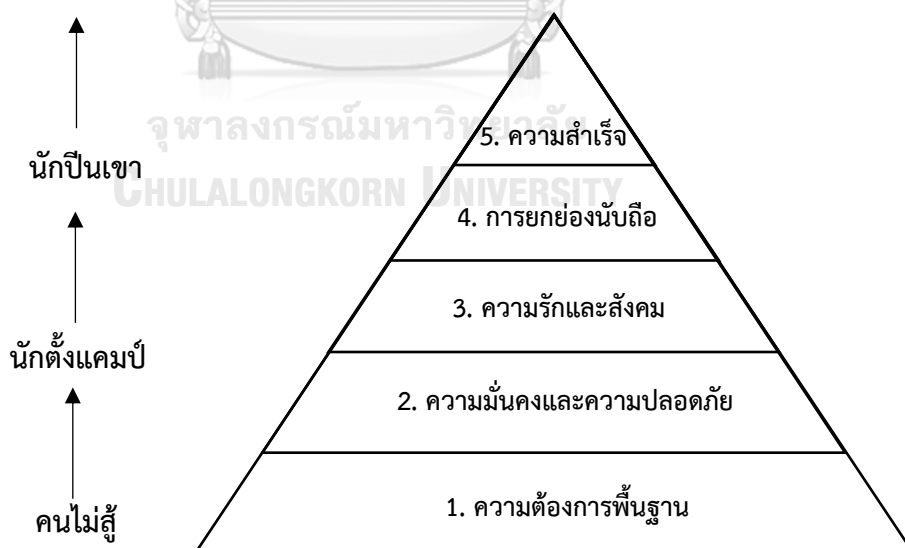 จุฬาลงกรณ์มหาวิทยาลัย
CHULALONGKORN UNIVERSITY
5. ความสำเร็จ
นักปีนเขา
4. การยกย่องนับถือ
3. ความรักและสังคม
นักตั้งแคมป์
2. ความมั่นคงและความปลอดภัย
1. ความต้องการพื้นฐาน
คนไม่สู้